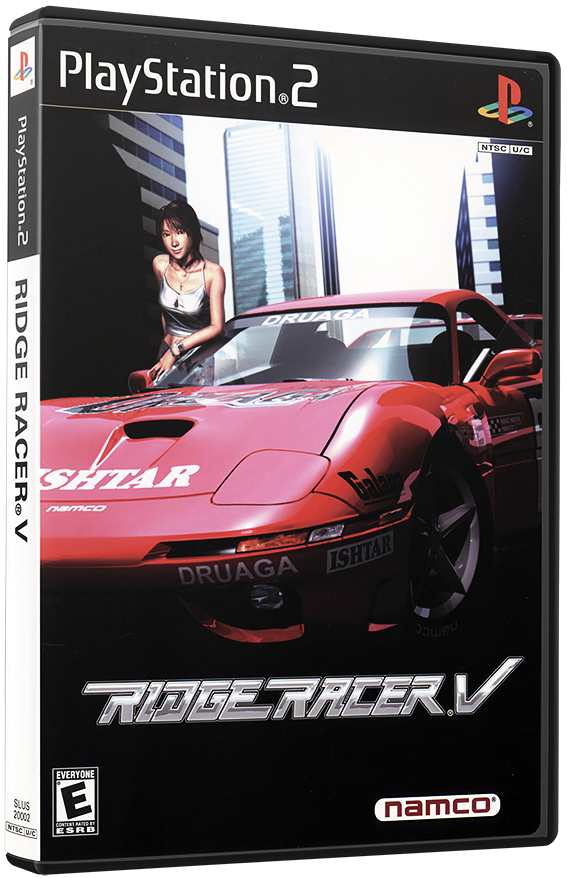 PlayStation®2
NTSC U/C
PlayStation.2
RIDGE RACER® V
SLUS
20002
NTSC U/C
DRUAGA
ISHTAR
namco
Galaga
DRUAGA
ISHTAR
namco
RIDGE RACER® V
EVERYONE
E
CONTENT RATED BY
ESRB
namco®